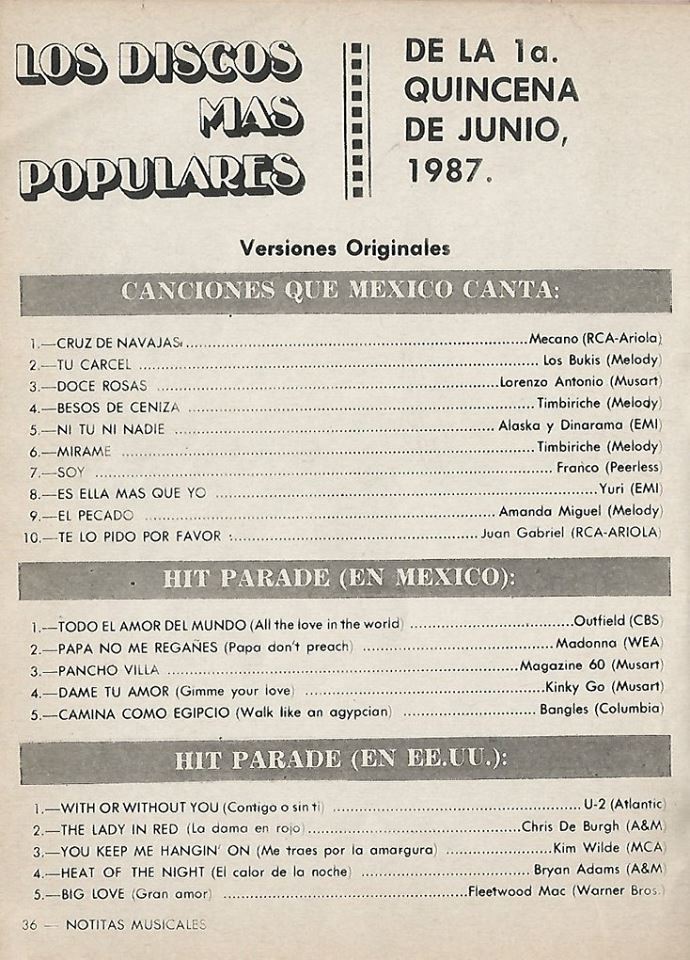 LOS DISCOS
MAS
POPULARES
DE LA 1a.
QUINCENA
DE JUNIO,
1987.
Versiones Originales
CANCIONES QUE MEXICO CANTA:
1.—CRUZ DE NAVAJAS ........ Mecano (RCA-Ariola)
2.—TU CARCEL ........ Los Bukis (Melody)
3.—DOCE ROSAS ........ Lorenzo Antonio (Musart)
4.—BESOS DE CENIZA ........ Timbiriche (Melody)
5.—NI TU NI NADIE ........ Alaska y Dinarama (EMI)
6.—MIRAME ........ Timbiriche (Melody)
7.—SOY ........ Franco (Peerless)
8.—ES ELLA MAS QUE YO ........ Yuri (EMI)
9.—EL PECADO ........ Amanda Miguel (Melody)
10.—TE LO PIDO POR FAVOR ........ Juan Gabriel (RCA-ARIOLA)
HIT PARADE (EN MEXICO):
1.—TODO EL AMOR DEL MUNDO (All the love in the world) ........ Outfield (CBS)
2.—PAPA NO ME REGAÑES (Papa don't preach) ........ Madonna (WEA)
3.—PANCHO VILLA ........ Magazine 60 (Musart)
4.—DAME TU AMOR (Gimme your love) ........ Kinky Go (Musart)
5.—CAMINA COMO EGIPCIO (Walk like an agypcian) ........ Bangles (Columbia)
HIT PARADE (EN EE.UU.):
1.—WITH OR WITHOUT YOU (Contigo o sin ti) ........ U-2 (Atlantic)
2.—THE LADY IN RED (La dama en rojo) ........ Chris De Burgh (A&M)
3.—YOU KEEP ME HANGIN' ON (Me traes por la amargura) ........ Kim Wilde (MCA)
4.—HEAT OF THE NIGHT (El calor de la noche) ........ Bryan Adams (A&M)
5.—BIG LOVE (Gran amor) ........ Fleetwood Mac (Warner Bros.)
36 — NOTITAS MUSICALES